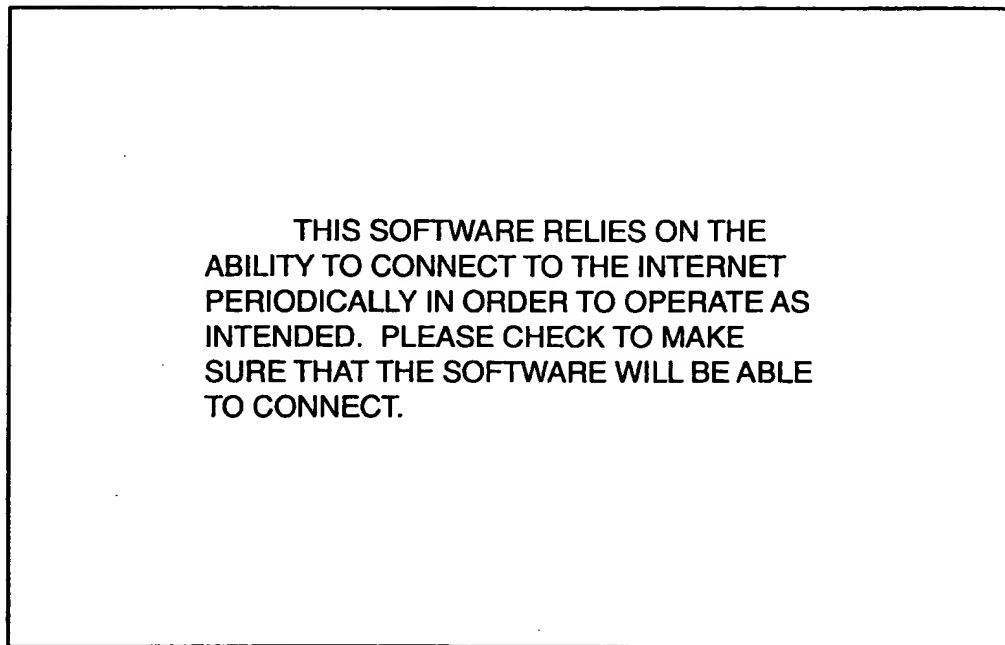 THIS SOFTWARE RELIES ON THE
ABILITY TO CONNECT TO THE INTERNET
PERIODICALLY IN ORDER TO OPERATE AS
INTENDED. PLEASE CHECK TO MAKE
SURE THAT THE SOFTWARE WILL BE ABLE
TO CONNECT.